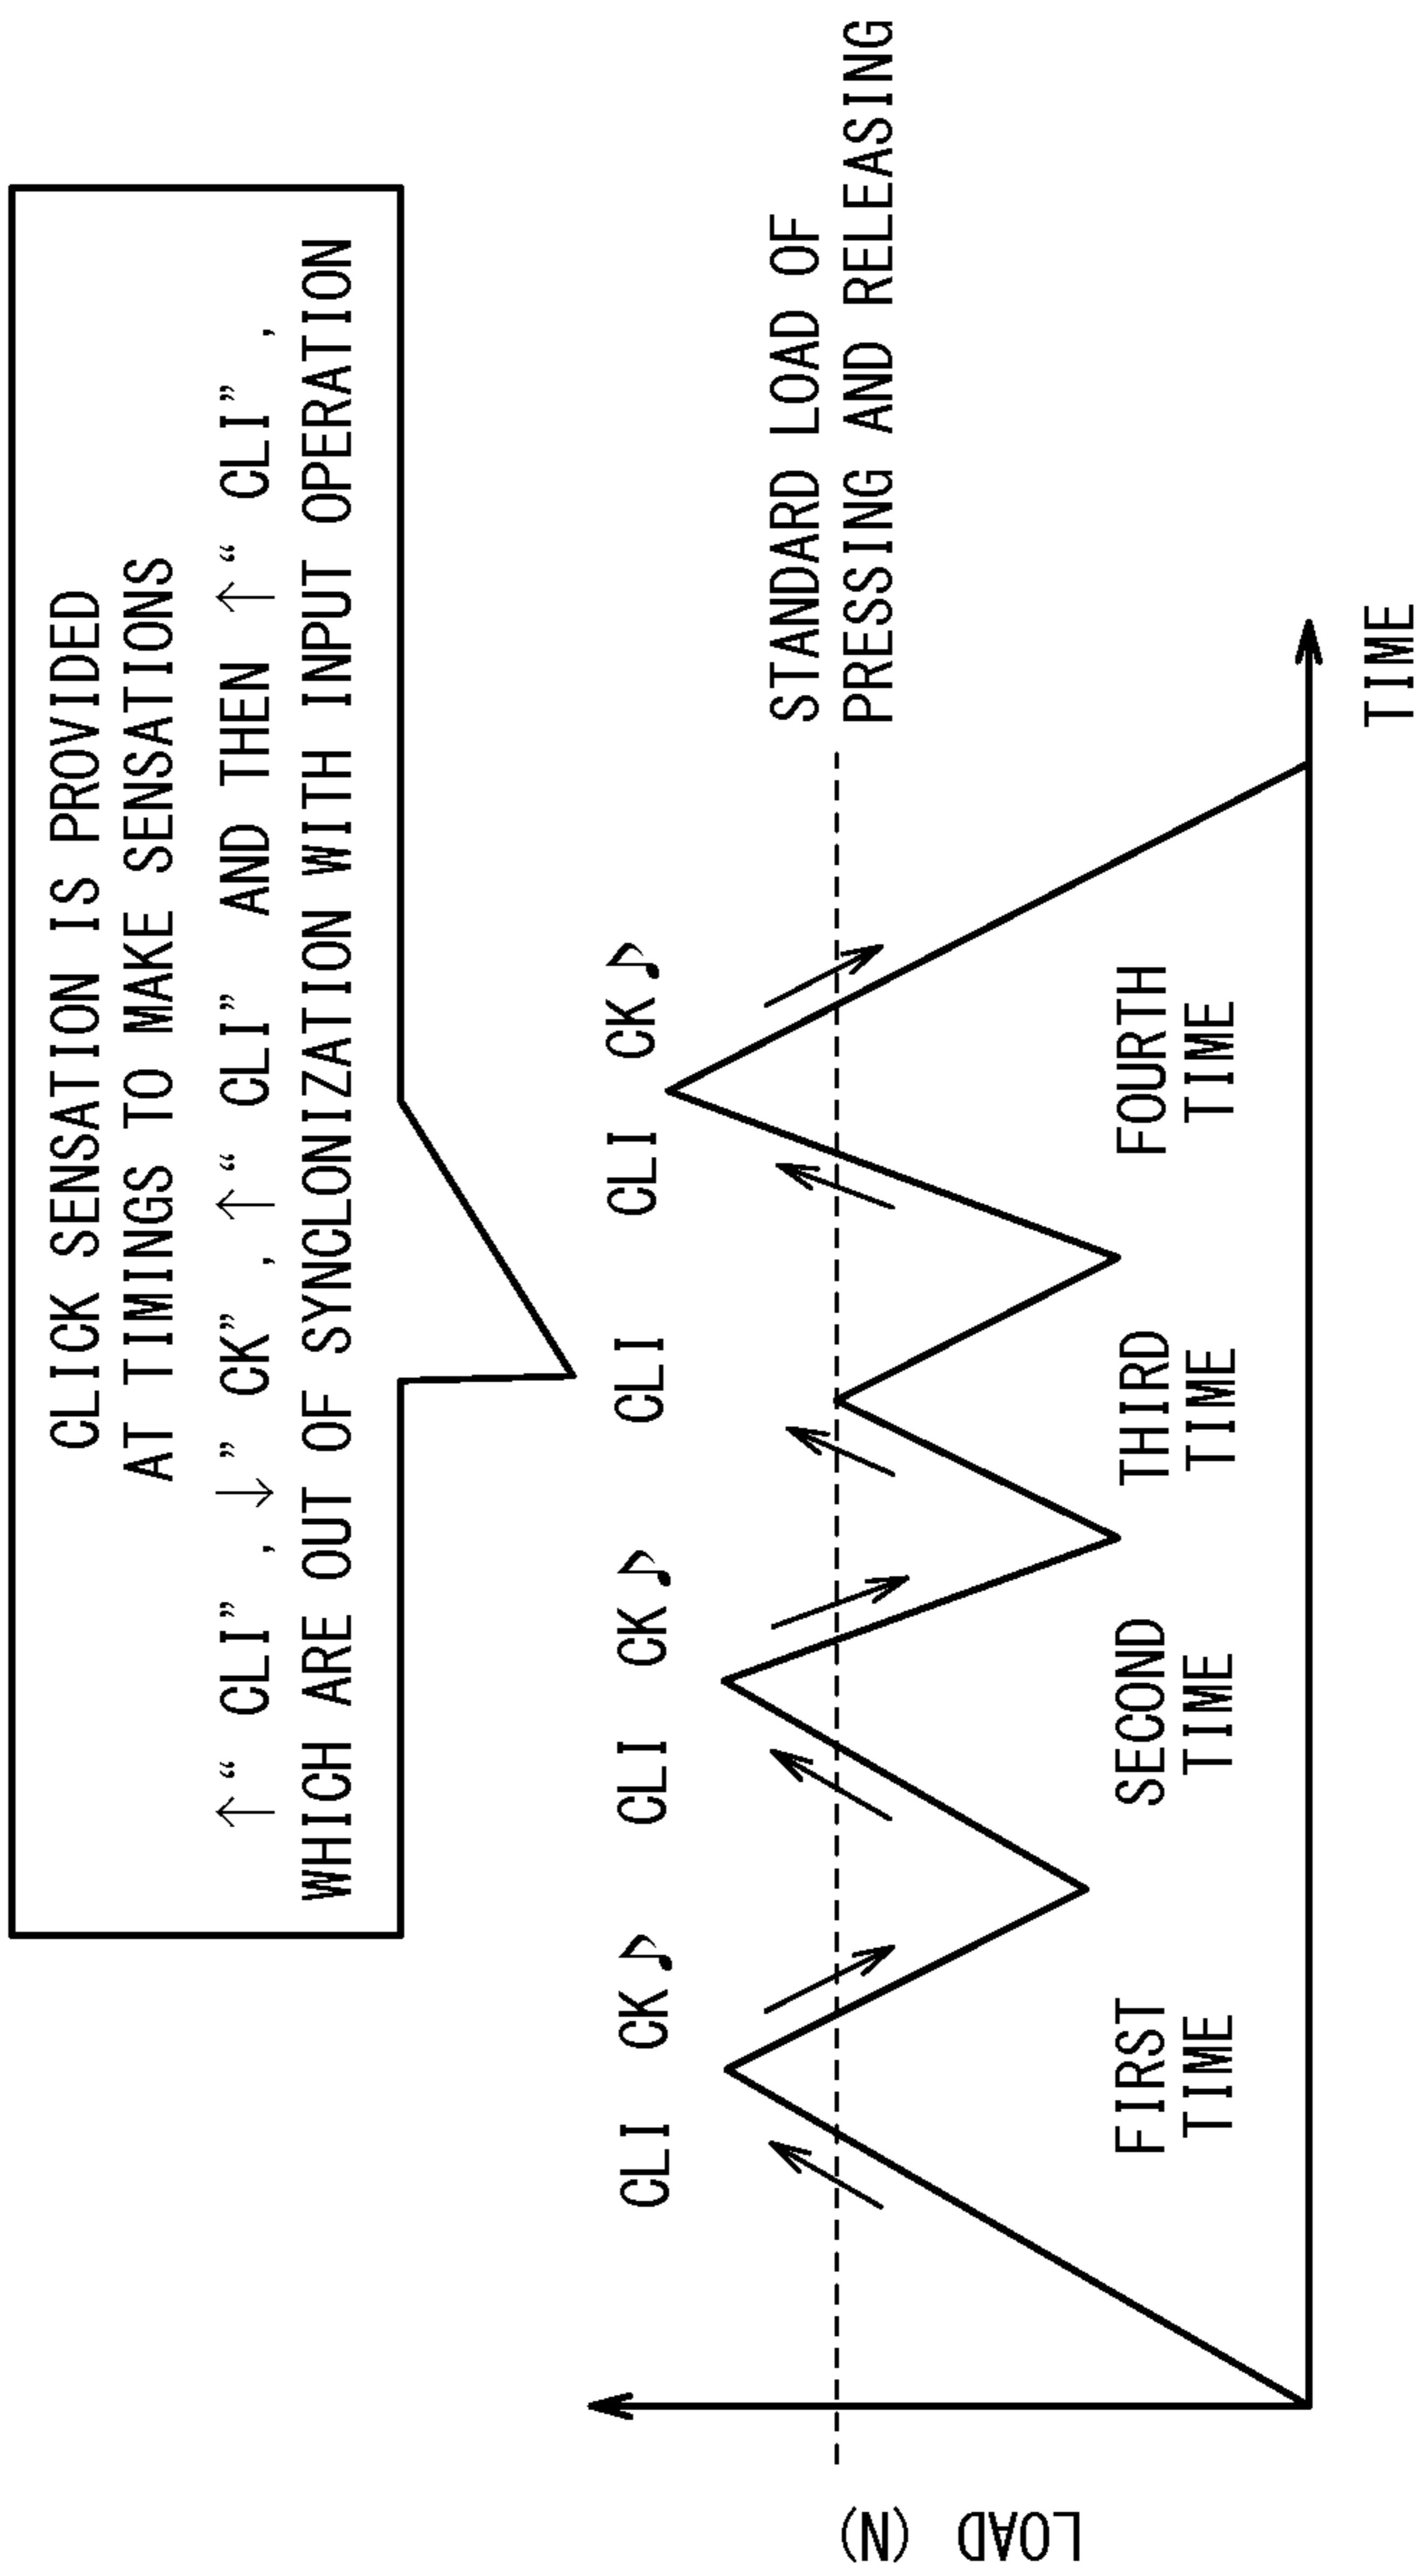 CLICK SENSATION IS PROVIDED
AT TIMINGS TO MAKE SENSATIONS
↑“ CLI” , ↓” CK” , ↑“ CLI” AND THEN ↑“ CLI” ,
WHICH ARE OUT OF SYNCLONIZATION WITH INPUT OPERATION
CLI CK♪ CLI CK♪ CLI CLI CK♪
STANDARD LOAD OF
PRESSING AND RELEASING
LOAD (N)
FIRST
TIME
SECOND
TIME
THIRD
TIME
FOURTH
TIME
TIME